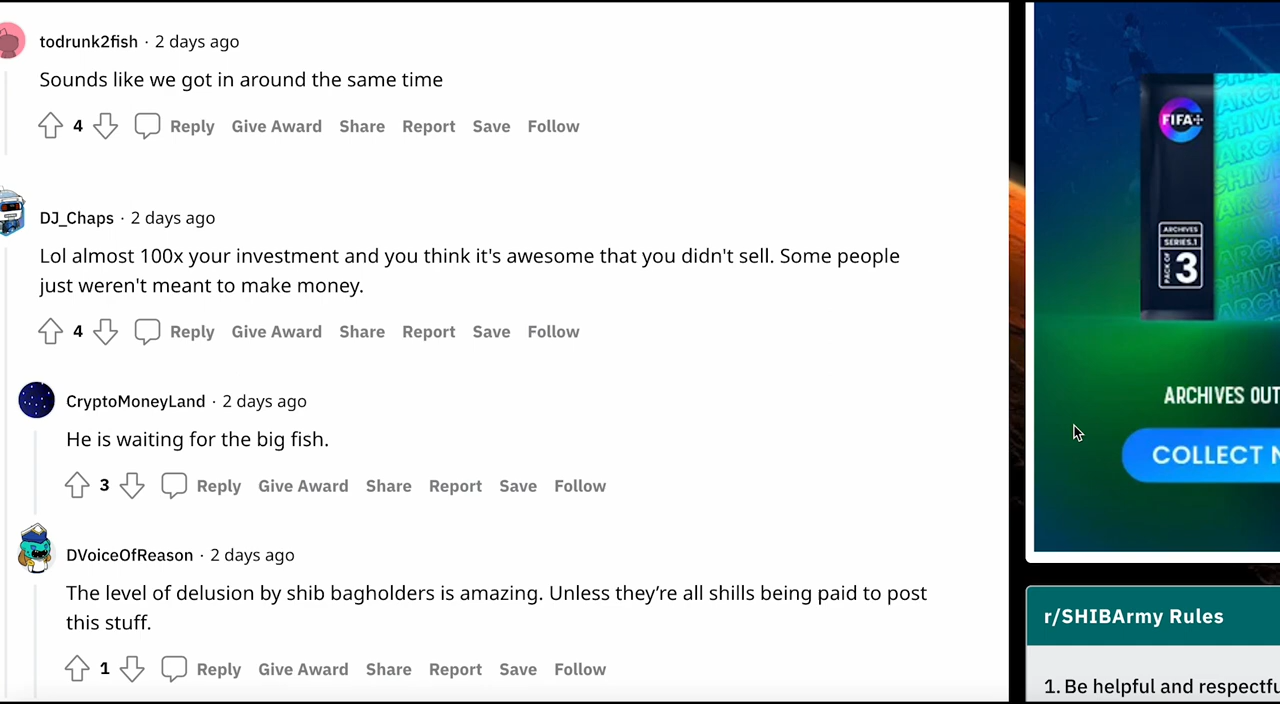 todrunk2fish · 2 days ago
Sounds like we got in around the same time
4 Reply Give Award Share Report Save Follow
DJ_Chaps · 2 days ago
Lol almost 100x your investment and you think it's awesome that you didn't sell. Some people
just weren't meant to make money.
4 Reply Give Award Share Report Save Follow
CryptoMoneyLand · 2 days ago
He is waiting for the big fish.
3 Reply Give Award Share Report Save Follow
DVoiceOfReason · 2 days ago
The level of delusion by shib bagholders is amazing. Unless they’re all shills being paid to post
this stuff.
1 Reply Give Award Share Report Save Follow
FIFA+
ARCHIVES
SERIES.1
PACK OF 3
ARCHIVES OUT
COLLECT N
r/SHIBArmy Rules
1. Be helpful and respectfu